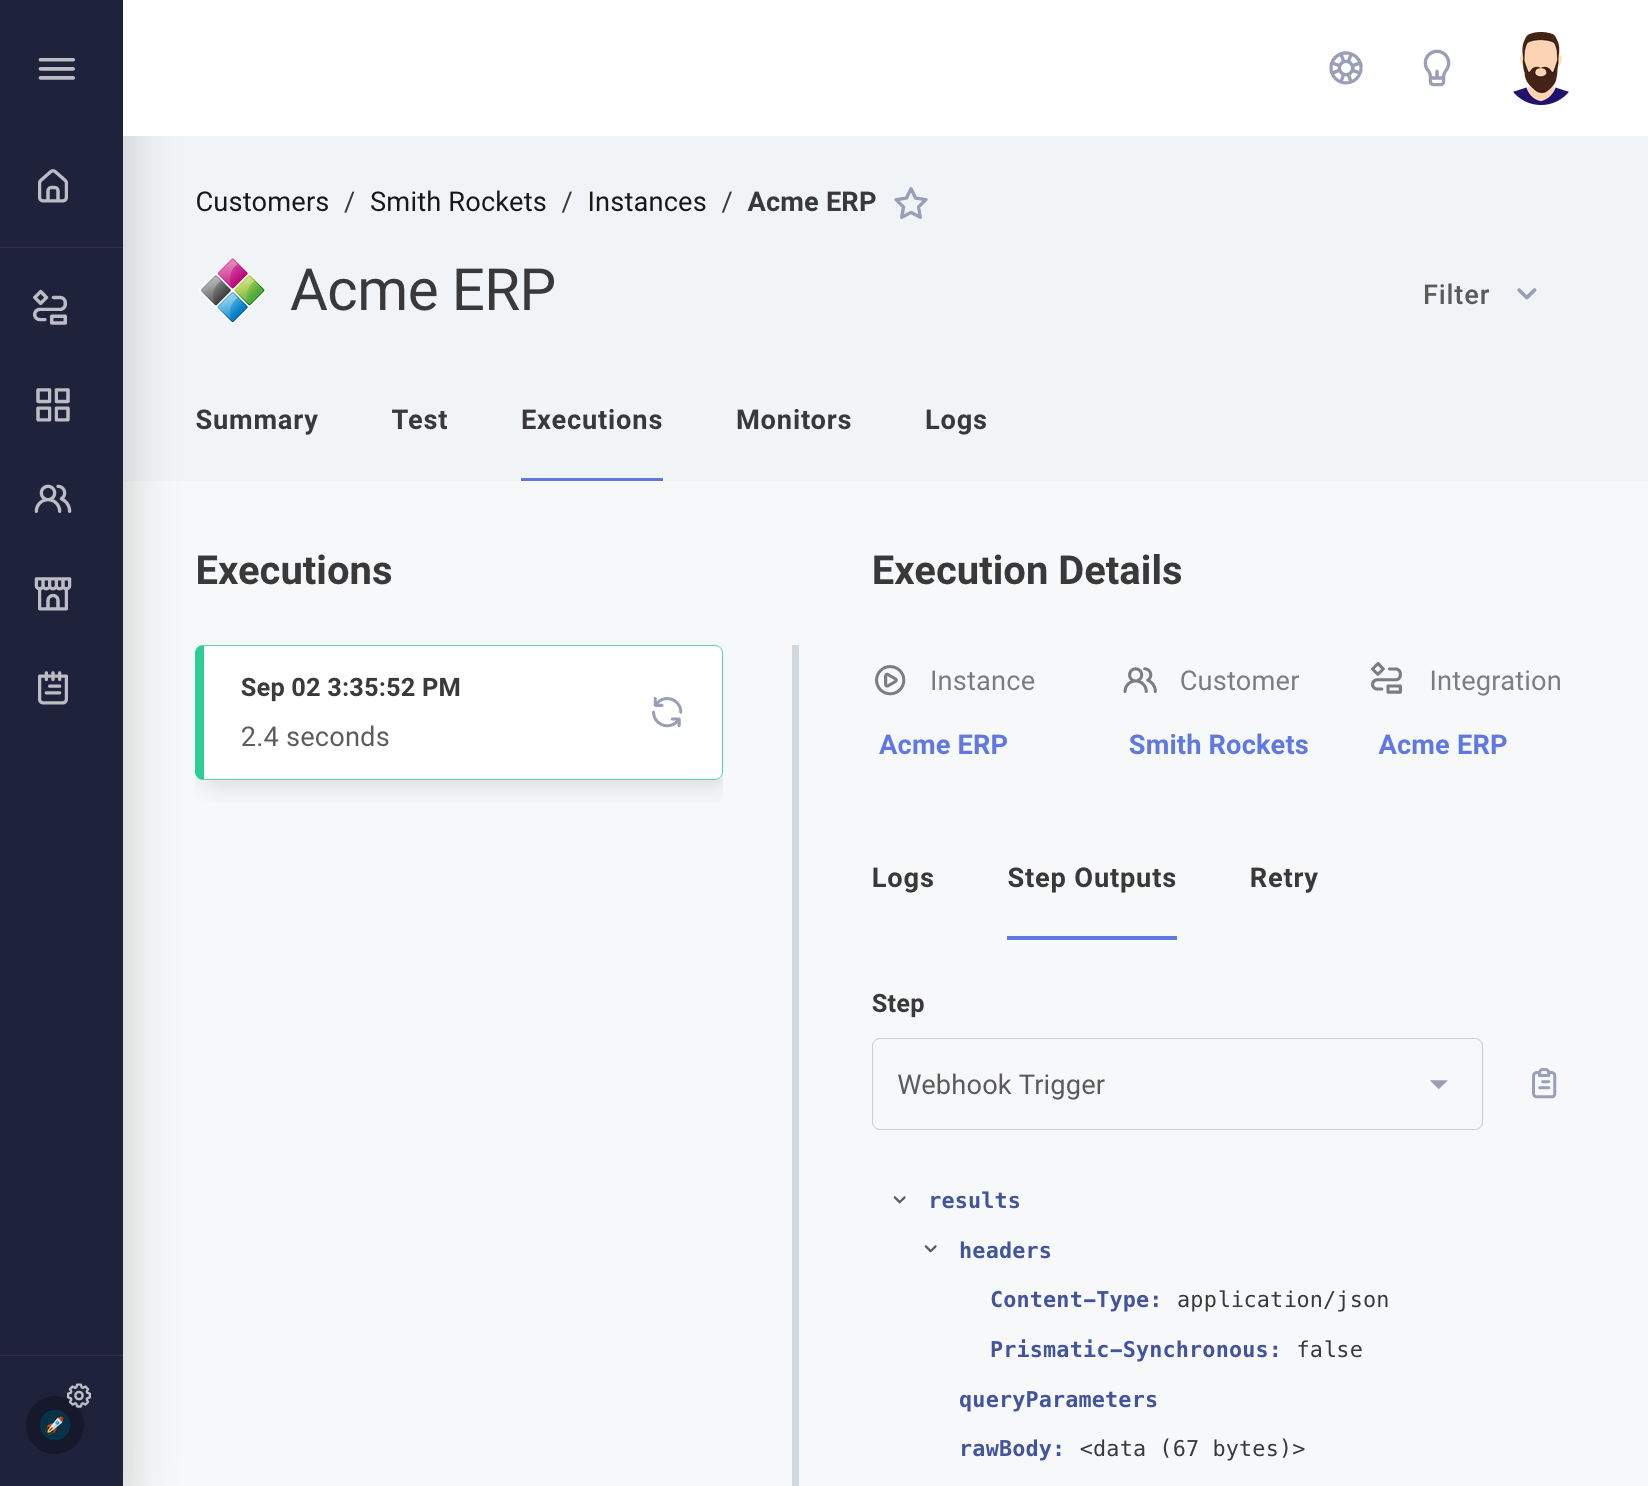 Customers / Smith Rockets / Instances / Acme ERP
Acme ERP
Filter
Summary Test Executions Monitors Logs
Executions
Sep 02 3:35:52 PM
2.4 seconds
Execution Details
Instance Customer Integration
Acme ERP Smith Rockets Acme ERP
Logs Step Outputs Retry
Step
Webhook Trigger
results
headers
Content-Type: application/json
Prismatic-Synchronous: false
queryParameters
rawBody: <data (67 bytes)>